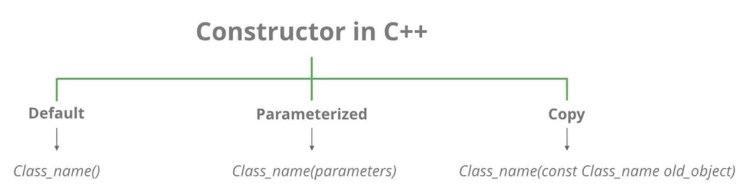 Constructor in C++
Default
Parameterized
Copy
Class_name()
Class_name(parameters)
Class_name(const Class_name old_object)